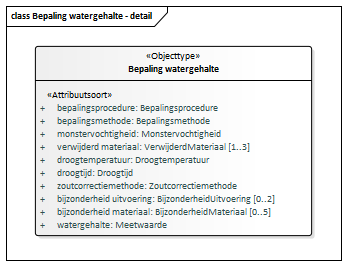 class Bepaling watergehalte - detail
«Objecttype»
Bepaling watergehalte
«Attribuutsoort»
+ bepalingsprocedure: Bepalingsprocedure
+ bepalingsmethode: Bepalingsmethode
+ monstervochtigheid: Monstervochtigheid
+ verwijderd materiaal: VerwijderdMateriaal [1..3]
+ droogtemperatuur: Droogtemperatuur
+ droogtijd: Droogtijd
+ zoutcorrectiemethode: Zoutcorrectiemethode
+ bijzonderheid uitvoering: BijzonderheidUitvoering [0..2]
+ bijzonderheid materiaal: BijzonderheidMateriaal [0..5]
+ watergehalte: Meetwaarde